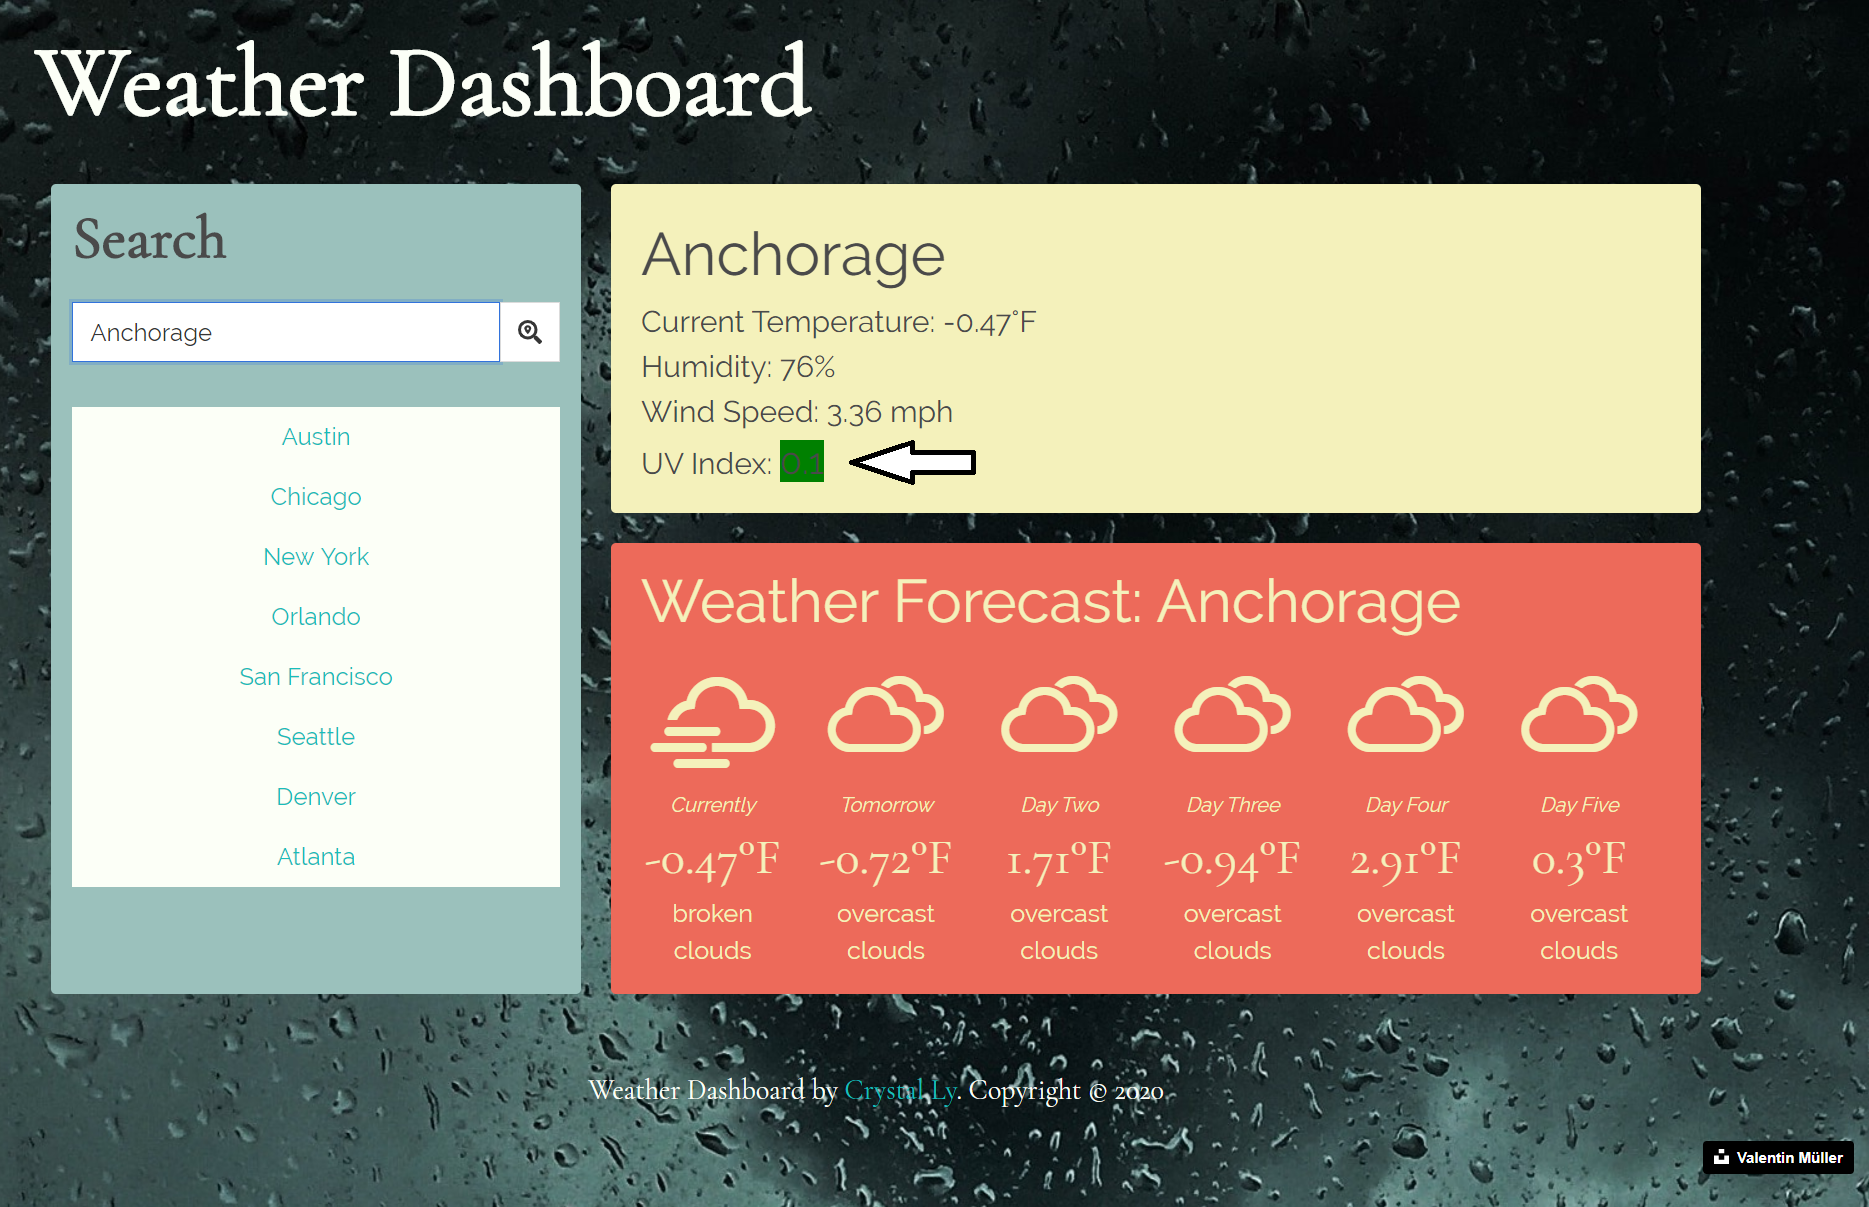 Weather Dashboard
Search
Anchorage
Austin
Chicago
New York
Orlando
San Francisco
Seattle
Denver
Atlanta
Anchorage
Current Temperature: -0.47°F
Humidity: 76%
Wind Speed: 3.36 mph
UV Index: 0.1
Weather Forecast: Anchorage
Currently Tomorrow Day Two Day Three Day Four Day Five
-0.47°F -0.72°F 1.71°F -0.94°F 2.91°F 0.3°F
broken overcast overcast overcast overcast overcast
clouds clouds clouds clouds clouds clouds
Weather Dashboard by Crystal Ly. Copyright © 2020
Valentin Müller